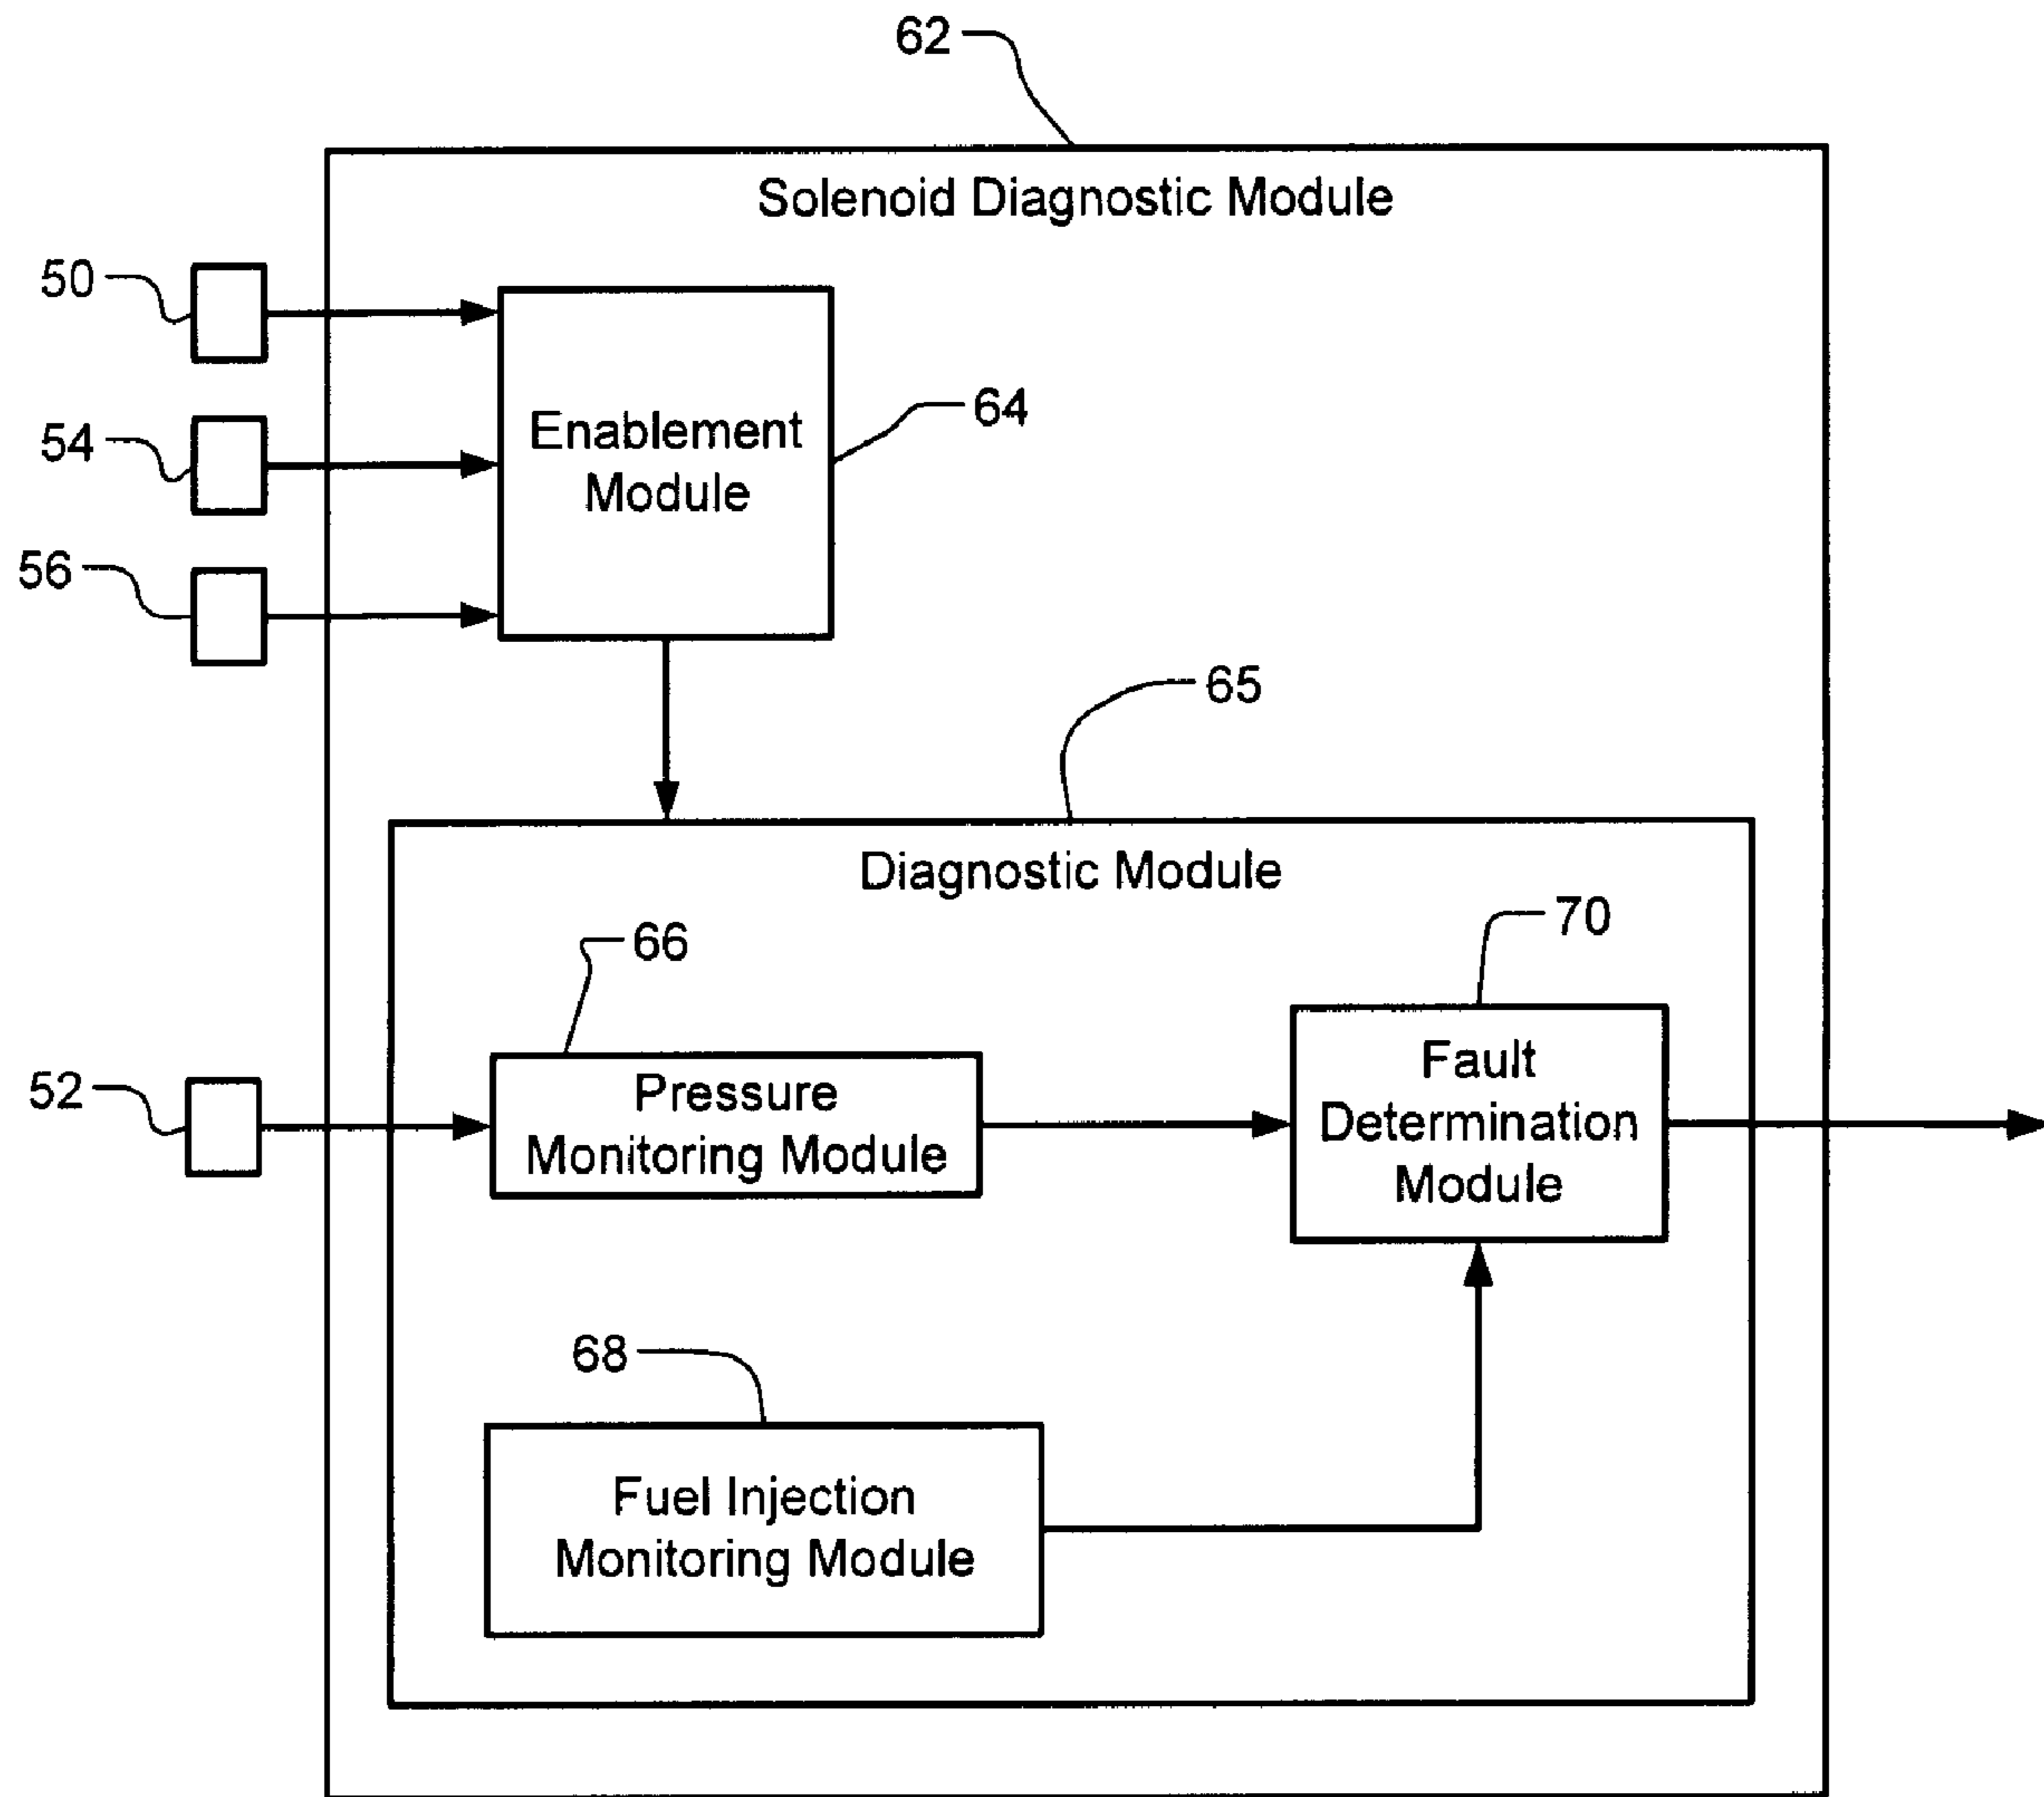 62
Solenoid Diagnostic Module
50
54
56
Enablement
Module
64
65
Diagnostic Module
66
70
52
Pressure
Monitoring Module
Fault
Determination
Module
68
Fuel Injection
Monitoring Module